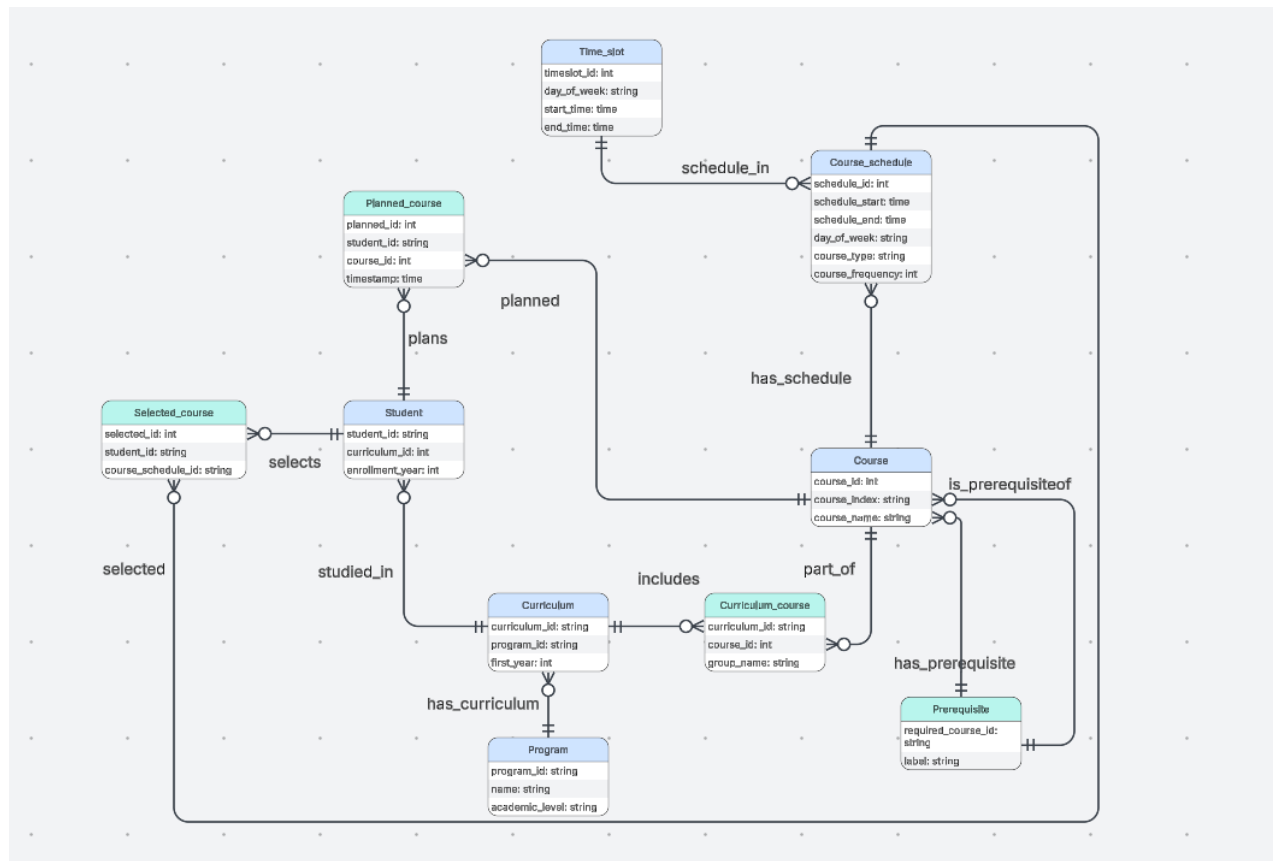 Time_slot
timeslot_id: int
day_of_week: string
start_time: time
end_time: time
schedule_in
Course_schedule
schedule_id: int
schedule_start: time
schedule_end: time
day_of_week: string
course_type: string
course_frequency: int
Planned_course
planned_id: int
student_id: string
course_id: int
timestamp: time
planned
plans
has_schedule
Selected_course
selected_id: int
student_id: string
course_schedule_id: string
selects
Student
student_id: string
curriculum_id: int
enrollment_year: int
Course
course_id: int
course_index: string
course_name: string
is_prerequisiteof
selected
studied_in
includes
part_of
Curriculum
curriculum_id: string
program_id: string
first_year: int
Curriculum_course
curriculum_id: string
course_id: int
group_name: string
has_prerequisite
has_curriculum
Prerequisite
required_course_id:
string
label: string
Program
program_id: string
name: string
academic_level: string